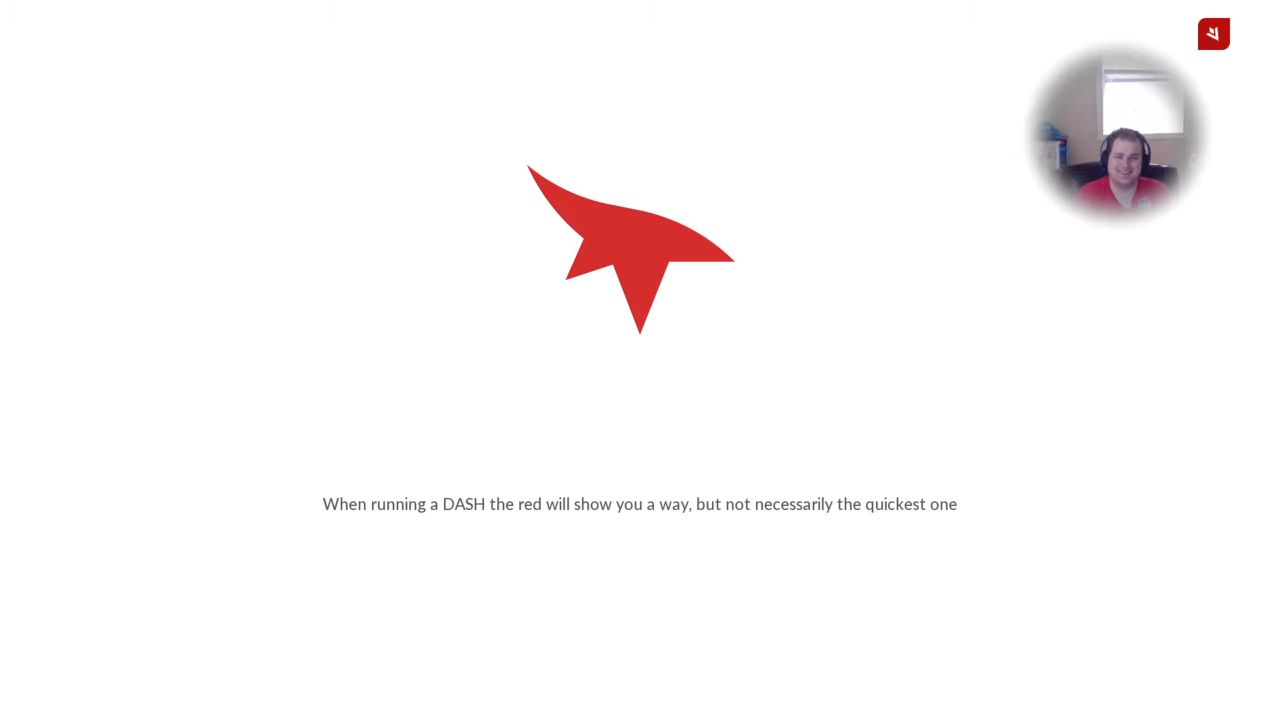 When running a DASH the red will show you a way, but not necessarily the quickest one